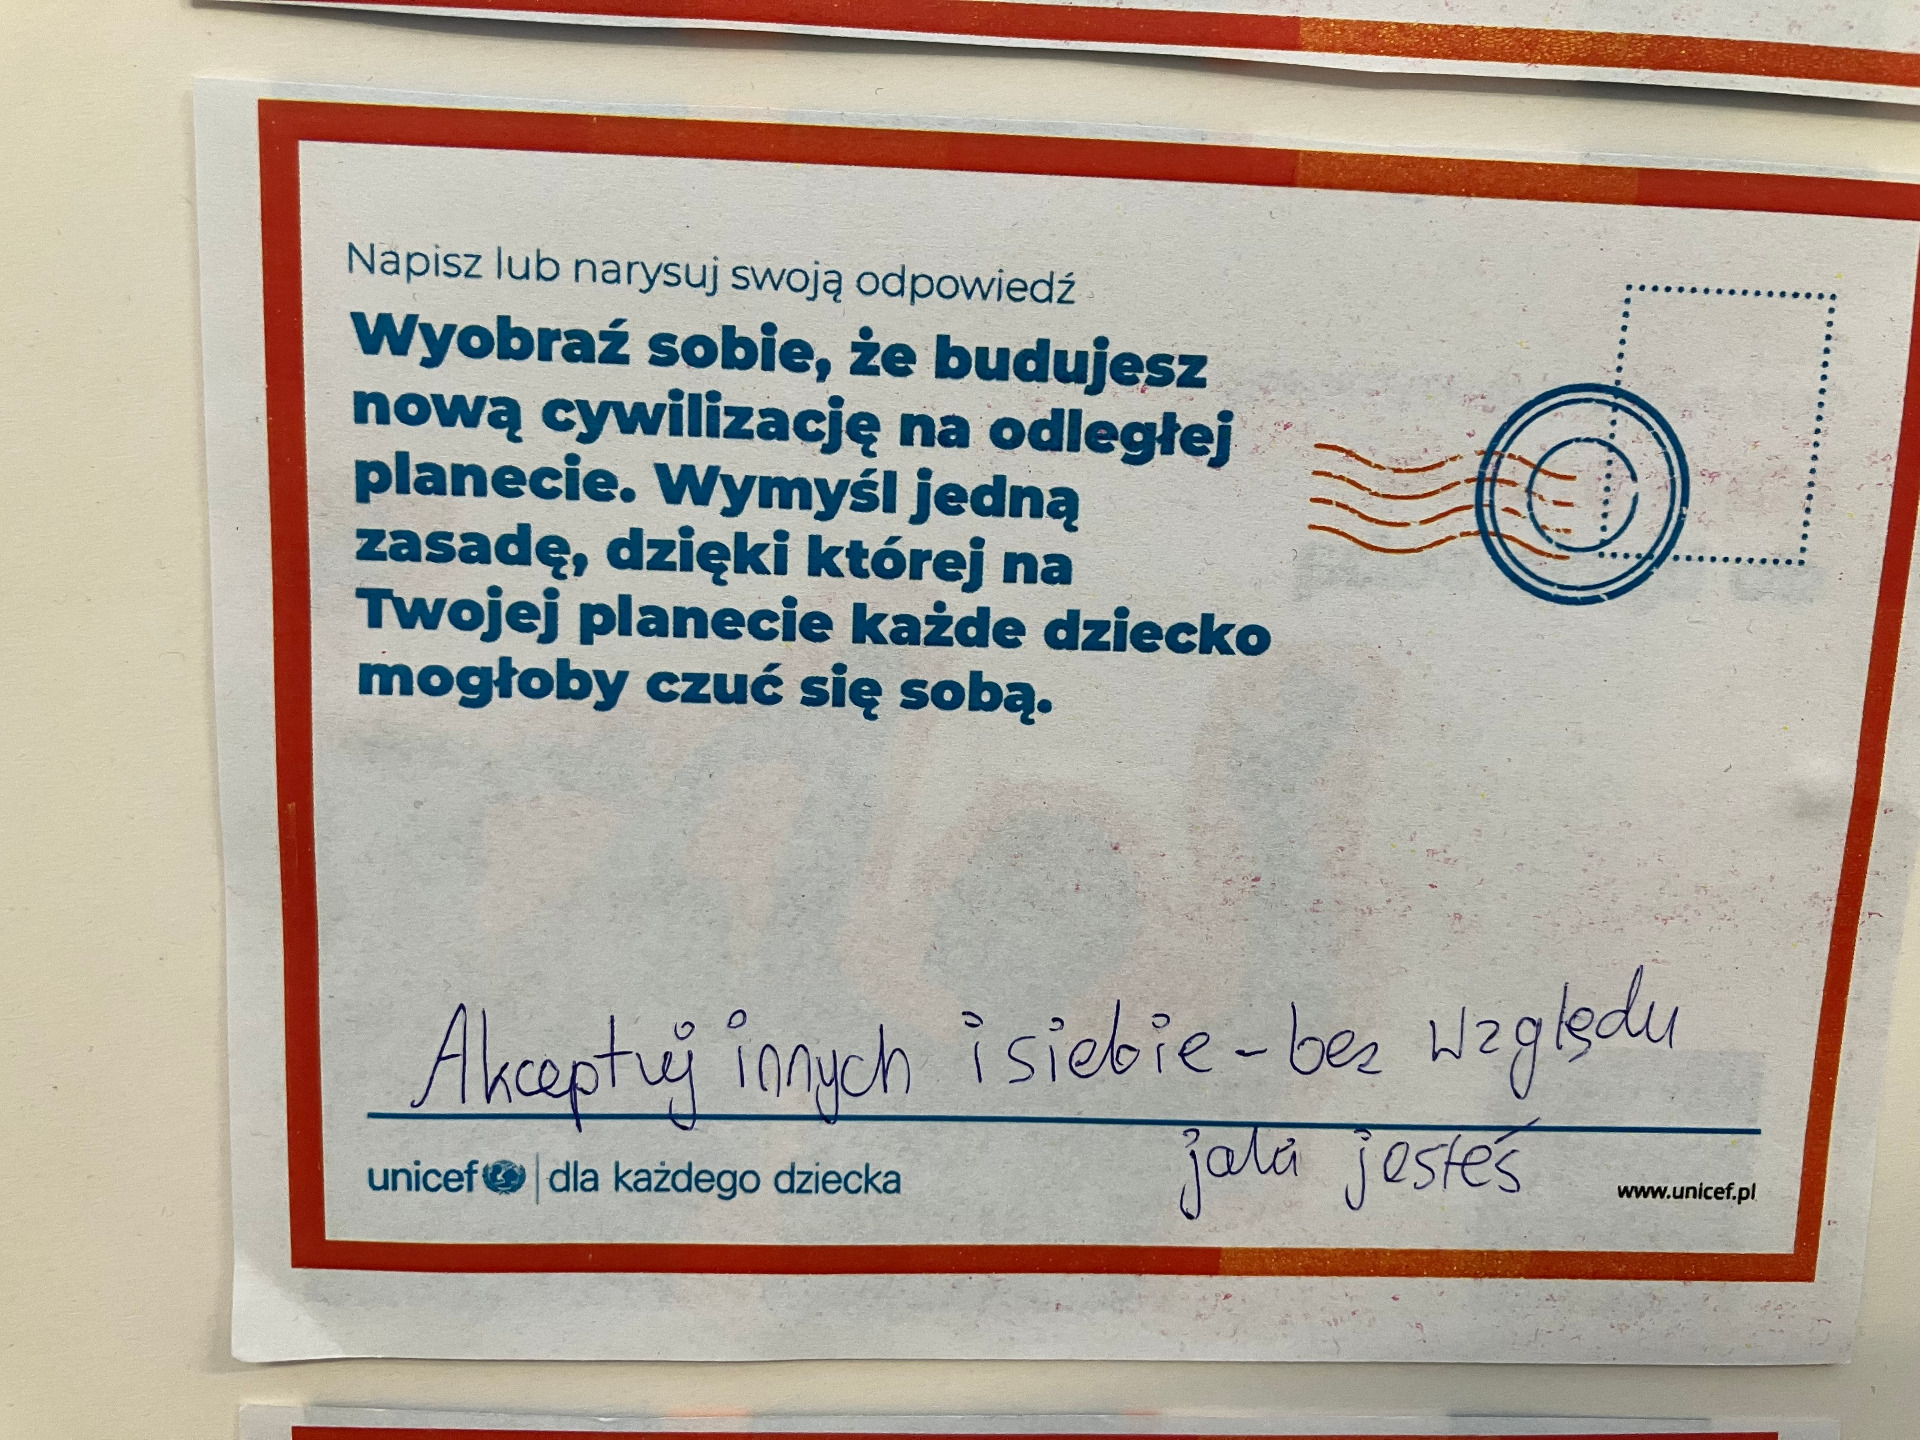 Napisz lub narysuj swoją odpowiedź
Wyobraź sobie, że budujesz
nową cywilizację na odległej
planecie. Wymyśl jedną
zasadę, dzięki której na
Twojej planecie każde dziecko
mogłoby czuć się sobą.
Akceptuj innych i siebie - bez względu
jaka jesteś
unicef dla każdego dziecka
www.unicef.pl